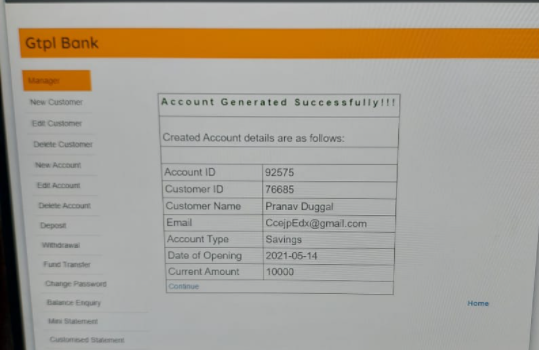 Gtpl Bank
Manager
New Customer
Edit Customer
Delete Customer
New Account
Edit Account
Delete Account
Deposit
Withdrawal
Fund Transfer
Change Password
Balance Enquiry
Mini Statement
Customised Statement
Account Generated Successfully!!!
Created Account details are as follows:
Account ID 92575
Customer ID 76685
Customer Name Pranav Duggal
Email CcejpEdx@gmail.com
Account Type Savings
Date of Opening 2021-05-14
Current Amount 10000
Continue
Home